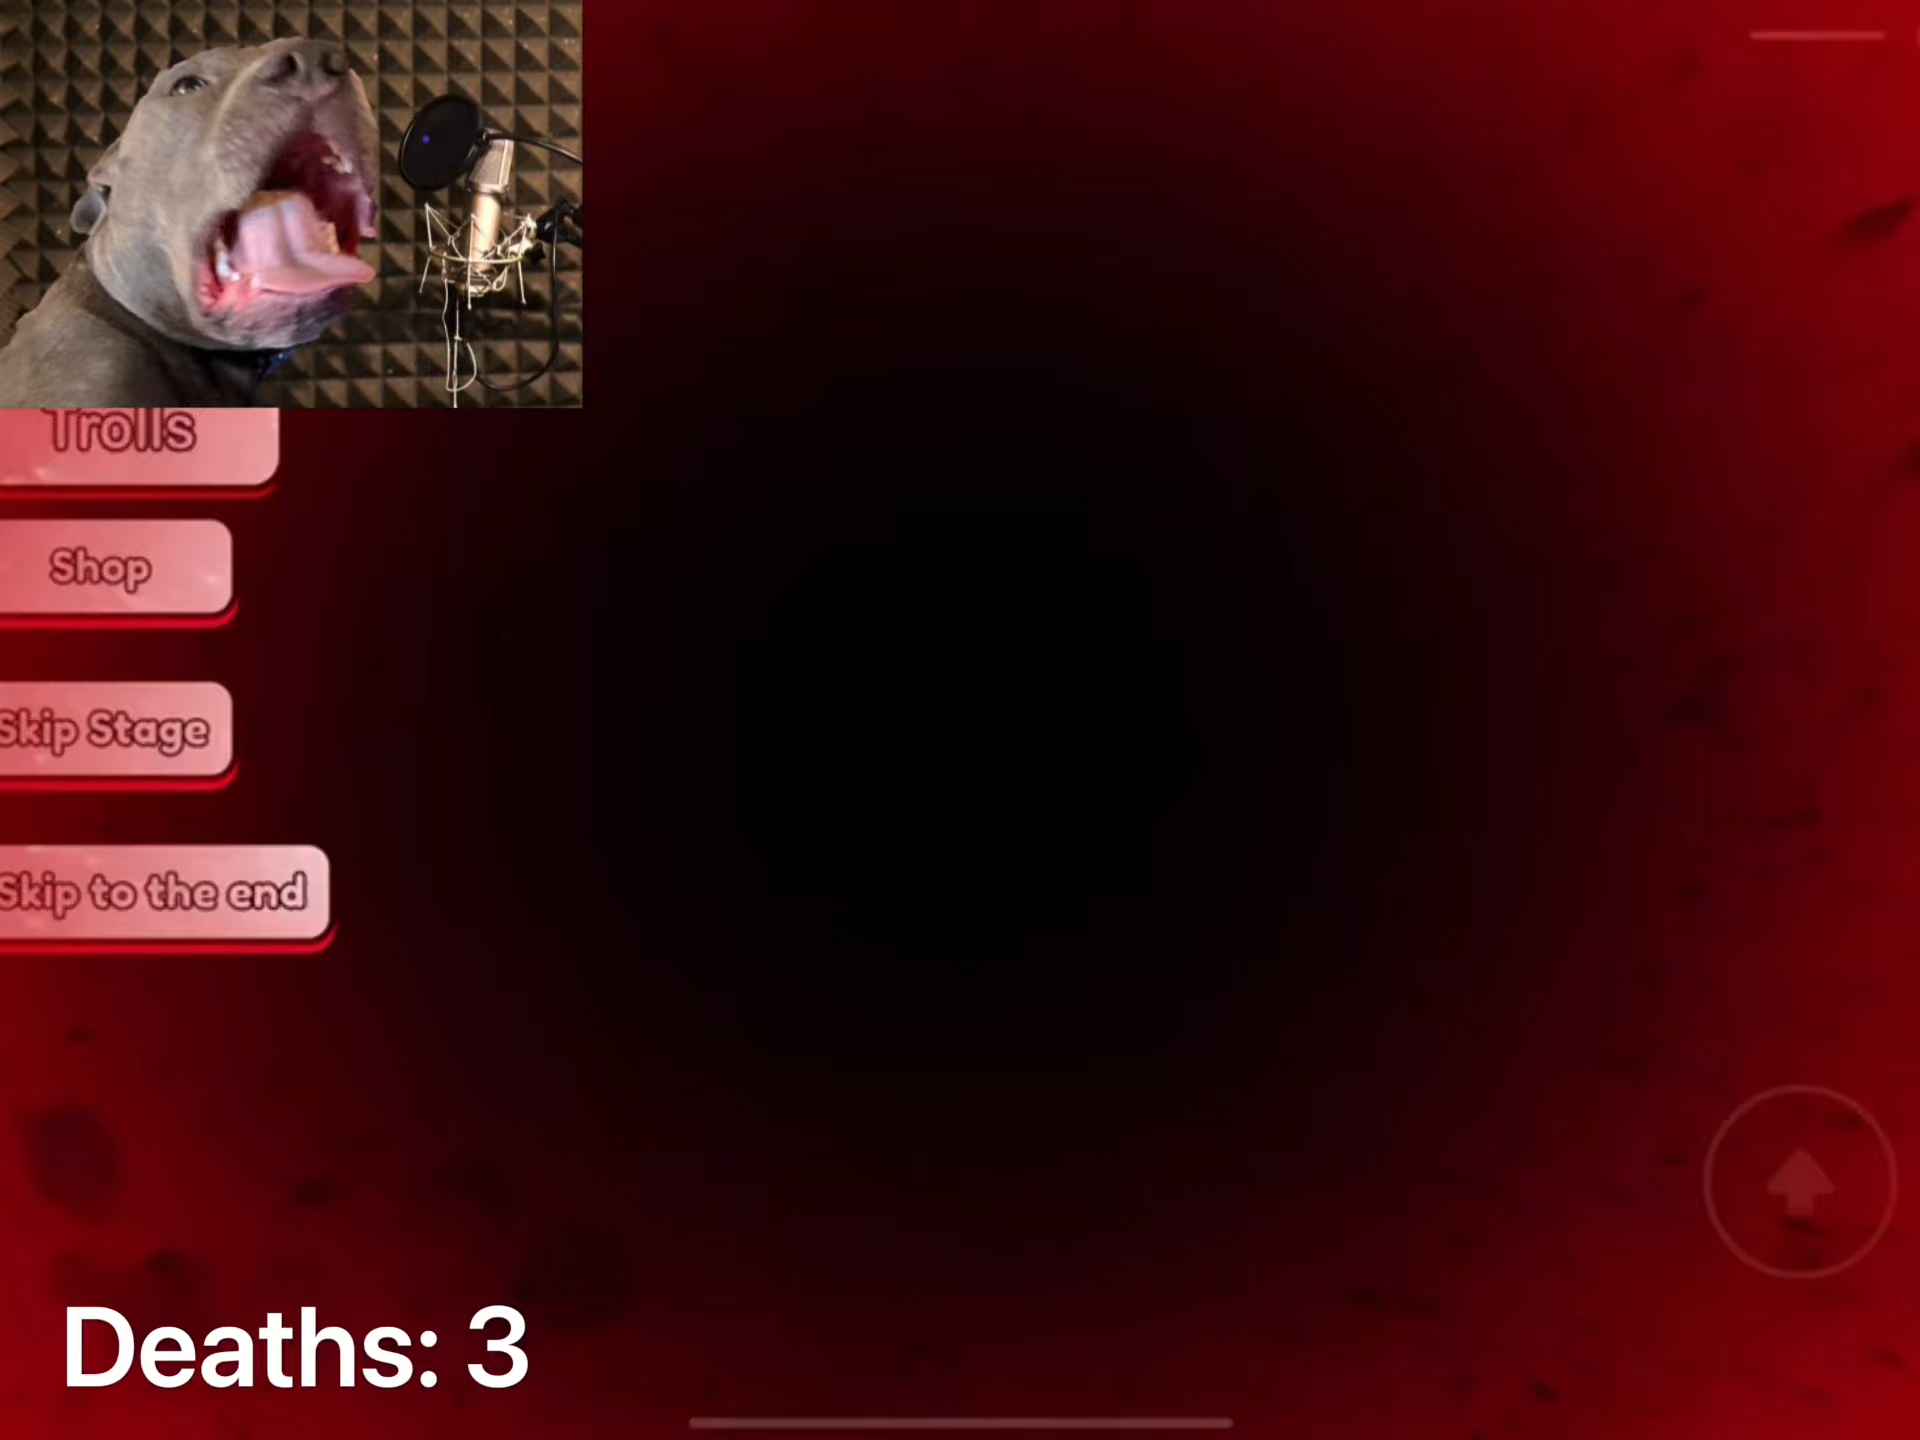 Trolls
Shop
Skip Stage
Skip to the end
Deaths: 3